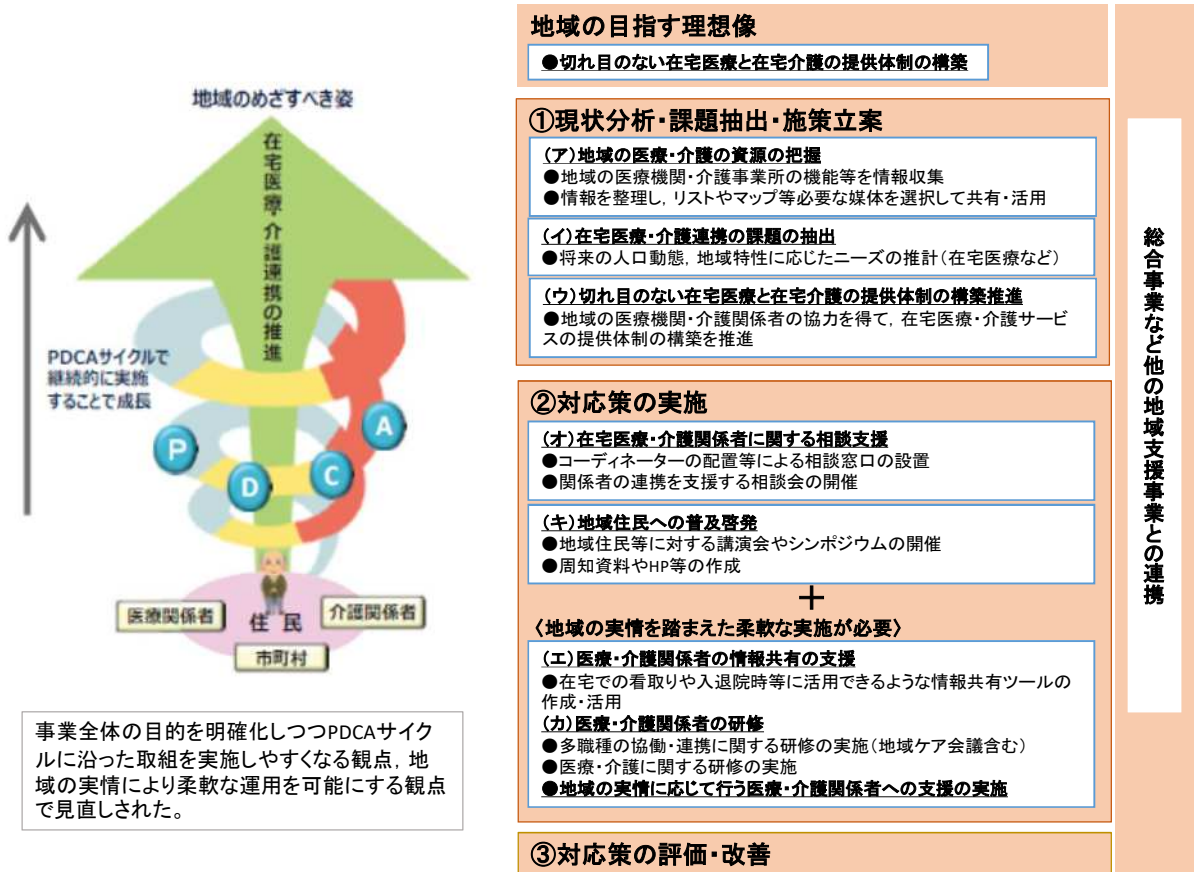 地域のめざすべき姿
在宅医療・介護連携の推進
PDCAサイクルで
継続的に実施
することで成長
P
D
C
A
医療関係者
住 民
介護関係者
市町村
事業全体の目的を明確化しつつPDCAサイク
ルに沿った取組を実施しやすくなる観点，地
域の実情により柔軟な運用を可能にする観点
で見直しされた。
地域の目指す理想像
●切れ目のない在宅医療と在宅介護の提供体制の構築
①現状分析・課題抽出・施策立案
（ア）地域の医療・介護の資源の把握
●地域の医療機関・介護事業所の機能等を情報収集
●情報を整理し，リストやマップ等必要な媒体を選択して共有・活用
（イ）在宅医療・介護連携の課題の抽出
●将来の人口動態，地域特性に応じたニーズの推計（在宅医療など）
（ウ）切れ目のない在宅医療と在宅介護の提供体制の構築推進
●地域の医療機関・介護関係者の協力を得て，在宅医療・介護サービ
スの提供体制の構築を推進
②対応策の実施
（オ）在宅医療・介護関係者に関する相談支援
●コーディネーターの配置等による相談窓口の設置
●関係者の連携を支援する相談会の開催
（キ）地域住民への普及啓発
●地域住民等に対する講演会やシンポジウムの開催
●周知資料やHP等の作成
＋
〈地域の実情を踏まえた柔軟な実施が必要〉
（エ）医療・介護関係者の情報共有の支援
●在宅での看取りや入退院時等に活用できるような情報共有ツールの
作成・活用
（カ）医療・介護関係者の研修
●多職種の協働・連携に関する研修の実施（地域ケア会議含む）
●医療・介護に関する研修の実施
●地域の実情に応じて行う医療・介護関係者への支援の実施
③対応策の評価・改善
総合事業など他の地域支援事業との連携